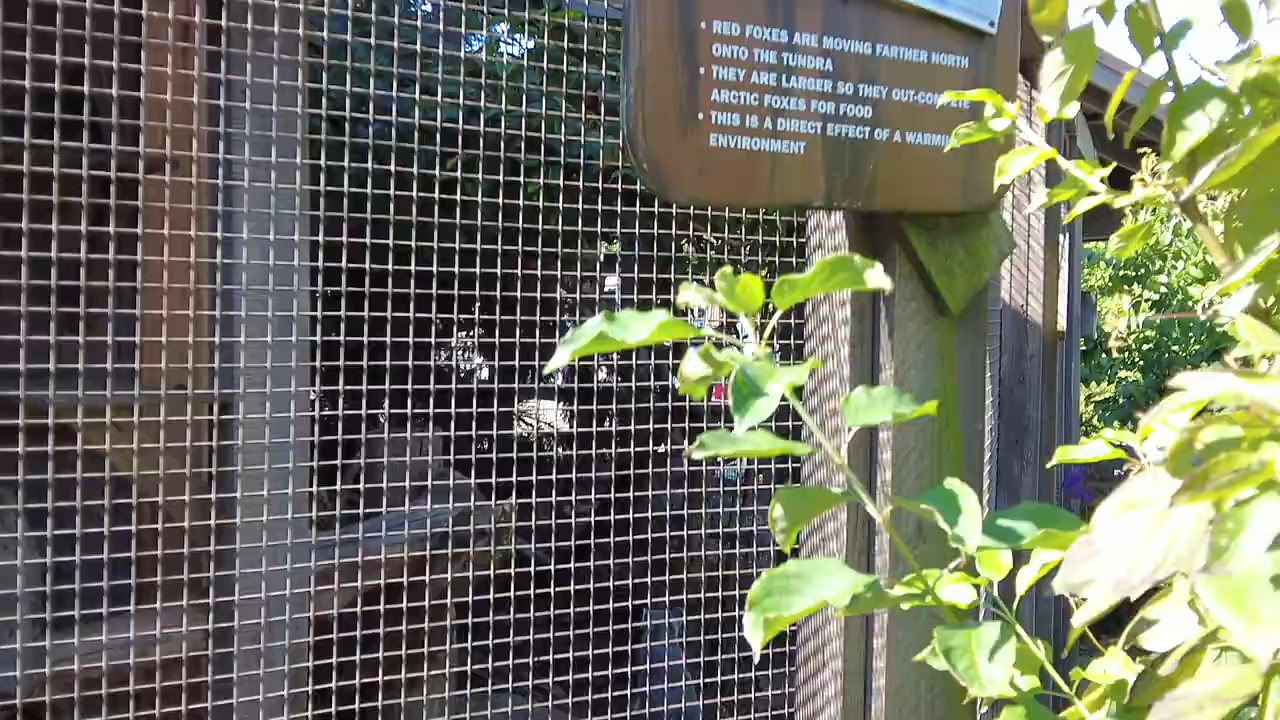 • RED FOXES ARE MOVING FARTHER NORTH
ONTO THE TUNDRA
• THEY ARE LARGER SO THEY OUT-COMPETE
ARCTIC FOXES FOR FOOD
• THIS IS A DIRECT EFFECT OF A
ENVIRONMENT